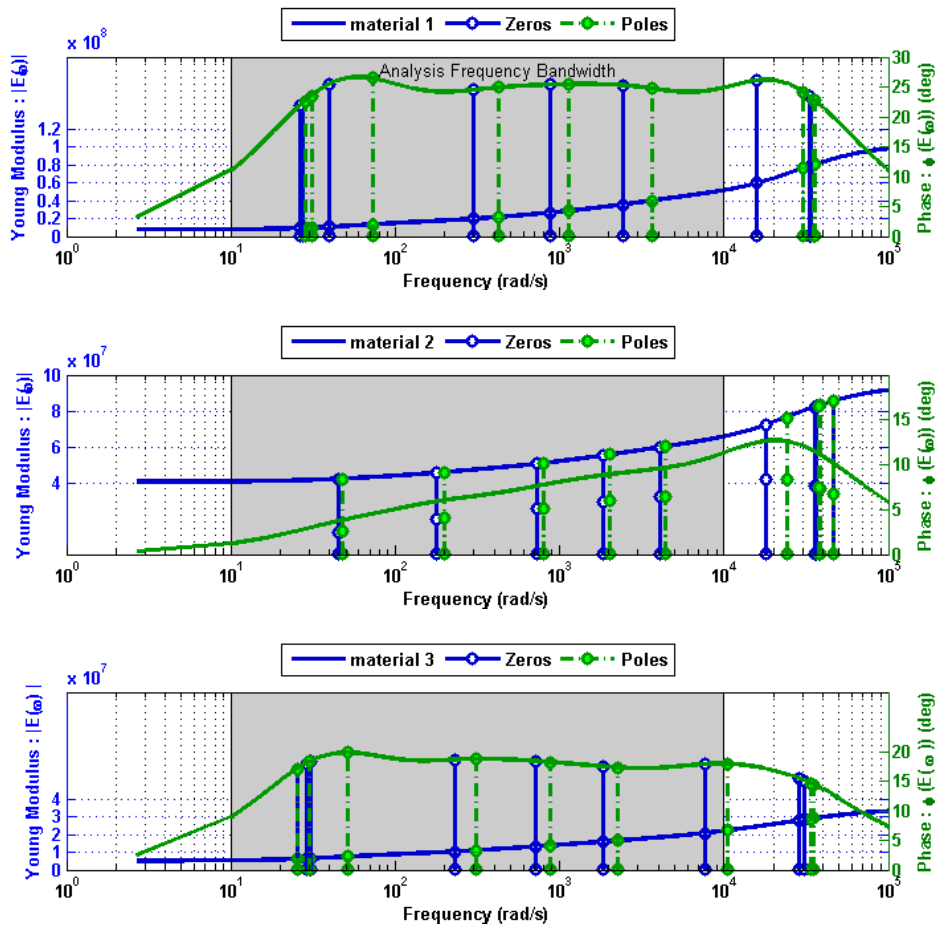 material 1 Zeros Poles
x 10^8
Analysis Frequency Bandwidth
Young Modulus : |E(ω)|
1.2
1
0.8
0.6
0.4
0.2
0
30
25
20
15
10
5
0
Phase : ϕ (E(ω)) (deg)
10^0 10^1 10^2 10^3 10^4 10^5
Frequency (rad/s)
material 2 Zeros Poles
x 10^7
Young Modulus : |E(ω)|
10
8
6
4
15
10
5
0
Phase : ϕ (E(ω)) (deg)
10^0 10^1 10^2 10^3 10^4 10^5
Frequency (rad/s)
material 3 Zeros Poles
x 10^7
Young Modulus : |E(ω) |
4
3
2
1
0
20
15
10
5
0
Phase : ϕ (E( ω)) (deg)
10^0 10^1 10^2 10^3 10^4 10^5
Frequency (rad/s)